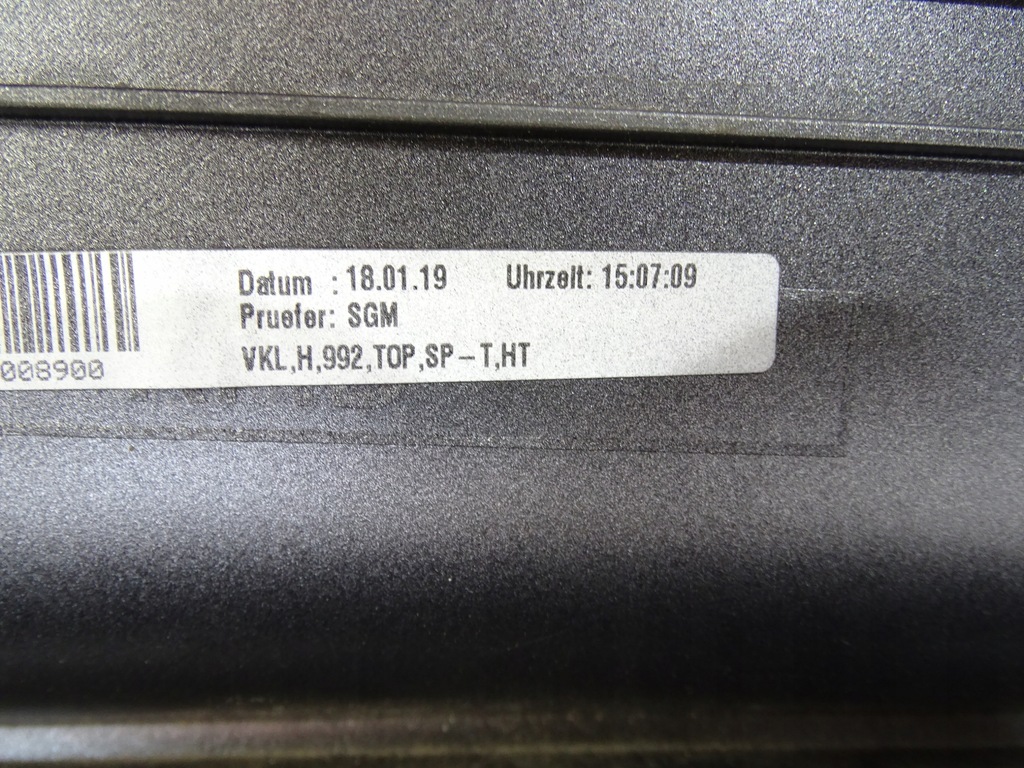 Datum : 18.01.19 Uhrzeit: 15:07:09
Pruefer: SGM
008900
VKL,H,992,TOP,SP-T,HT